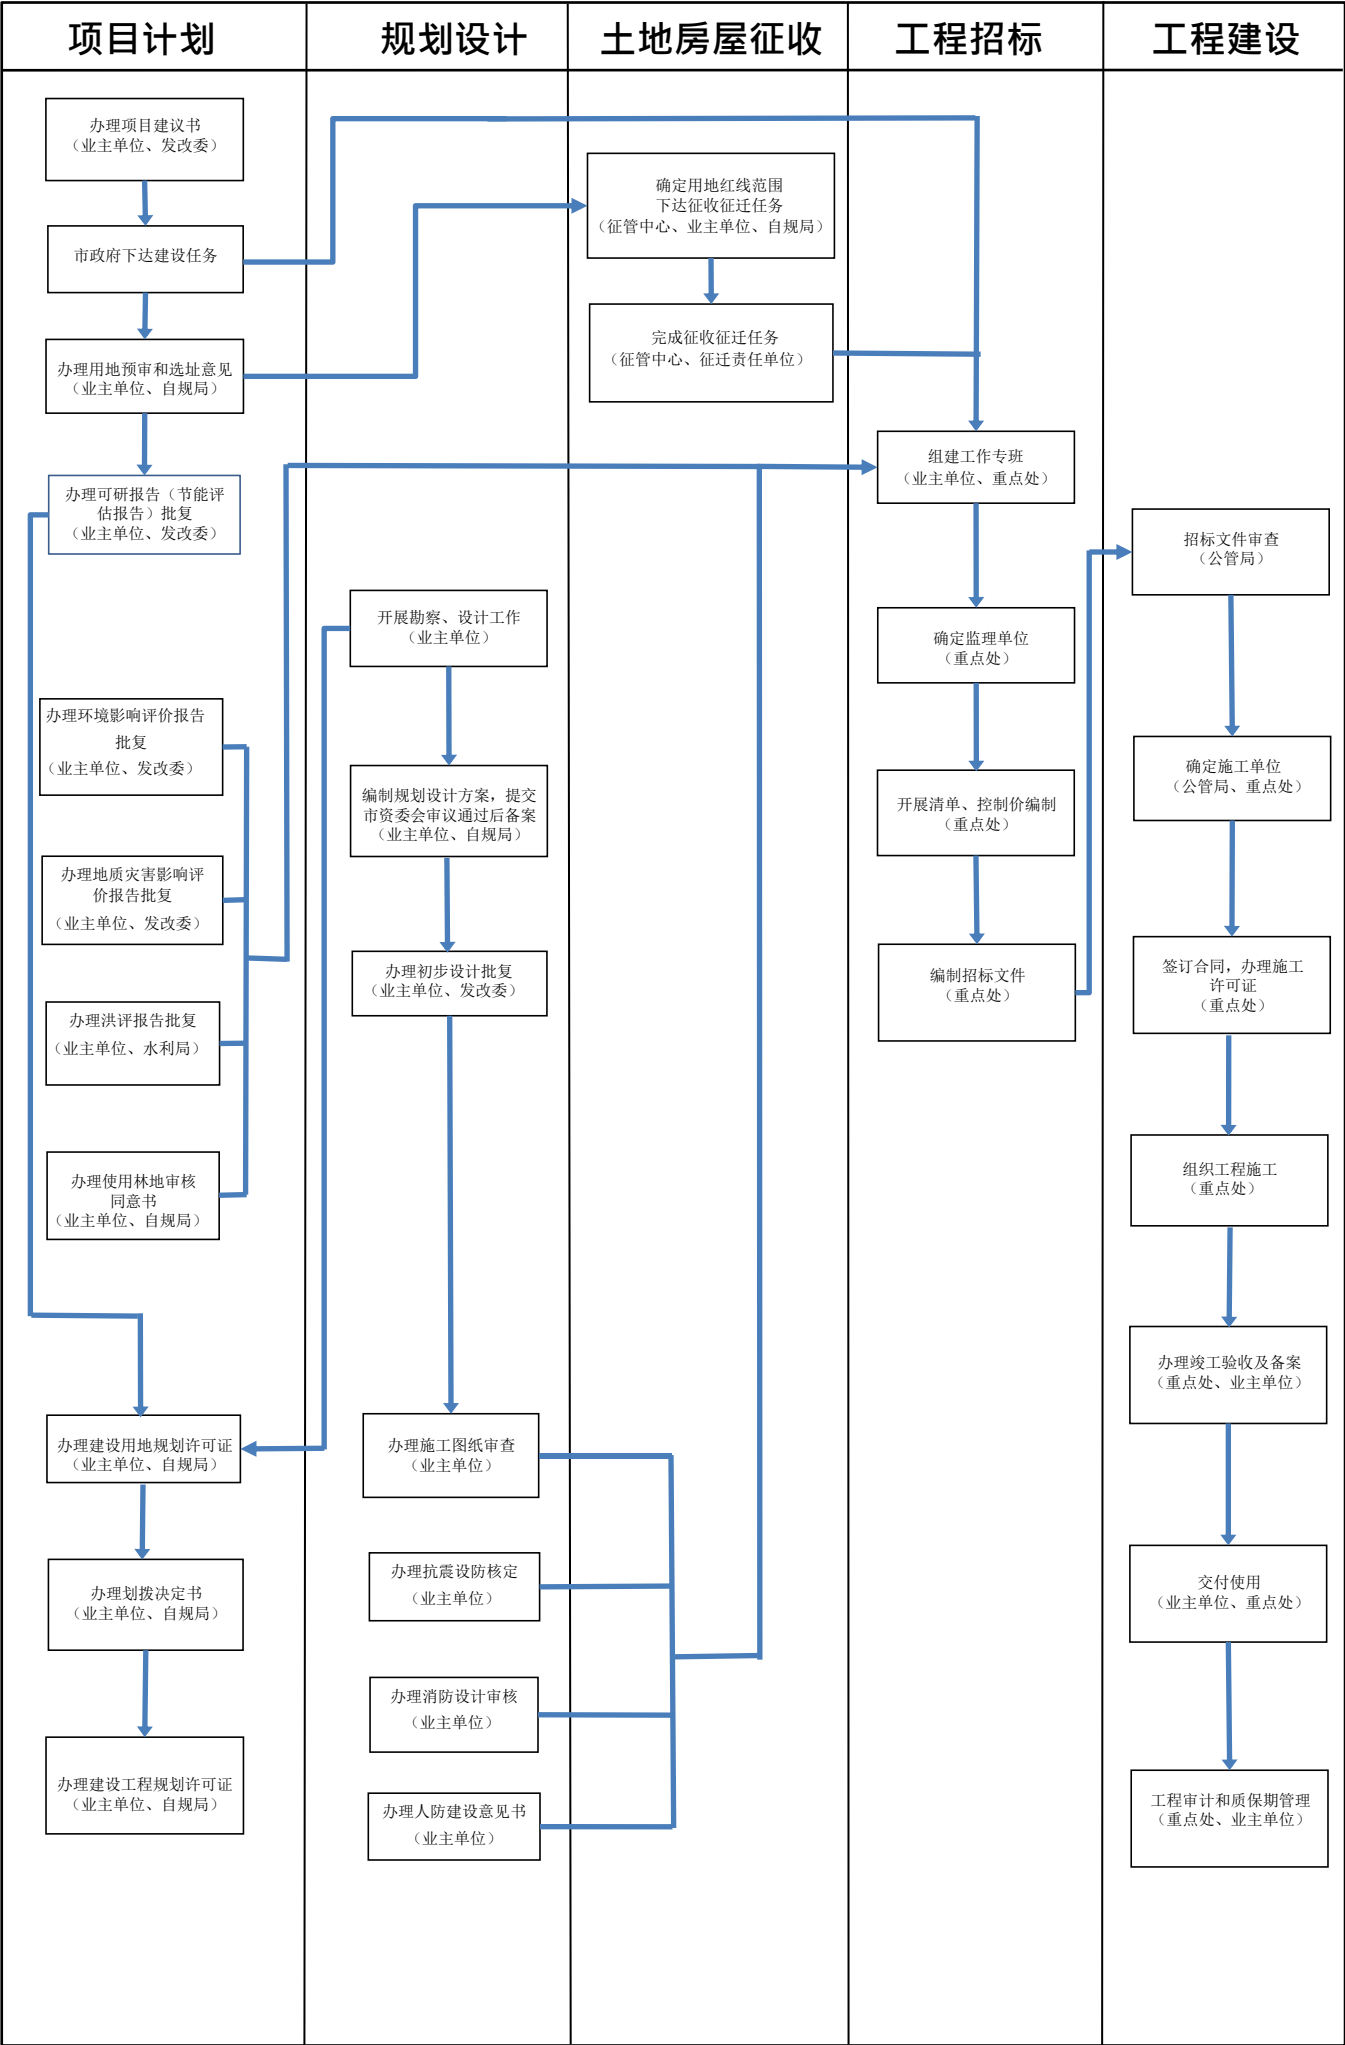 项目计划
规划设计
土地房屋征收
工程招标
工程建设
办理项目建议书
（业主单位、发改委）
市政府下达建设任务
办理用地预审和选址意见
（业主单位、自规局）
办理可研报告（节能评
估报告）批复
（业主单位、发改委）
办理环境影响评价报告
批复
（业主单位、发改委）
办理地质灾害影响评
价报告批复
（业主单位、发改委）
办理洪评报告批复
（业主单位、水利局）
办理使用林地审核
同意书
（业主单位、自规局）
办理建设用地规划许可证
（业主单位、自规局）
办理划拨决定书
（业主单位、自规局）
办理建设工程规划许可证
（业主单位、自规局）
开展勘察、设计工作
（业主单位）
编制规划设计方案，提交
市资委会审议通过后备案
（业主单位、自规局）
办理初步设计批复
（业主单位、发改委）
办理施工图纸审查
（业主单位）
办理抗震设防核定
（业主单位）
办理消防设计审核
（业主单位）
办理人防建设意见书
（业主单位）
确定用地红线范围
下达征收征迁任务
（征管中心、业主单位、自规局）
完成征收征迁任务
（征管中心、征迁责任单位）
组建工作专班
（业主单位、重点处）
确定监理单位
（重点处）
开展清单、控制价编制
（重点处）
编制招标文件
（重点处）
招标文件审查
（公管局）
确定施工单位
（公管局、重点处）
签订合同，办理施工
许可证
（重点处）
组织工程施工
（重点处）
办理竣工验收及备案
（重点处、业主单位）
交付使用
（业主单位、重点处）
工程审计和质保期管理
（重点处、业主单位）